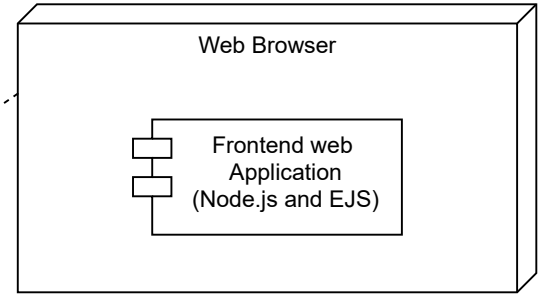 Web Browser
Frontend web
Application
(Node.js and EJS)